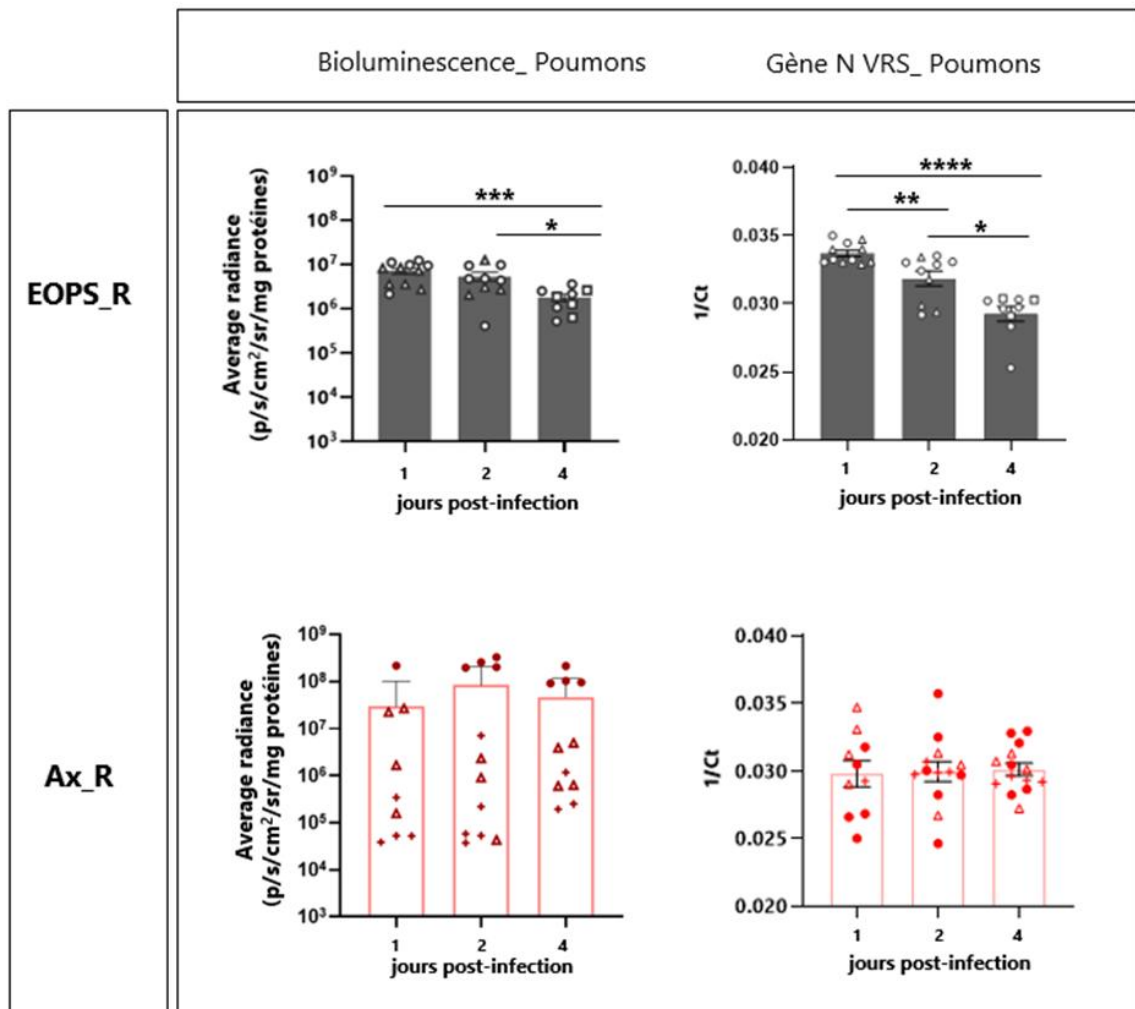 Bioluminescence_ Poumons
Gène N VRS_ Poumons
EOPS_R
Average radiance
(p/s/cm²/sr/mg protéines)
10⁹
10⁸
10⁷
10⁶
10⁵
10⁴
10³
***
*
1 2 4
jours post-infection
1/Ct
0.040
0.035
0.030
0.025
0.020
****
**
*
1 2 4
jours post-infection
Ax_R
Average radiance
(p/s/cm²/sr/mg protéines)
10⁹
10⁸
10⁷
10⁶
10⁵
10⁴
10³
1 2 4
jours post-infection
1/Ct
0.040
0.035
0.030
0.025
0.020
1 2 4
jours post-infection